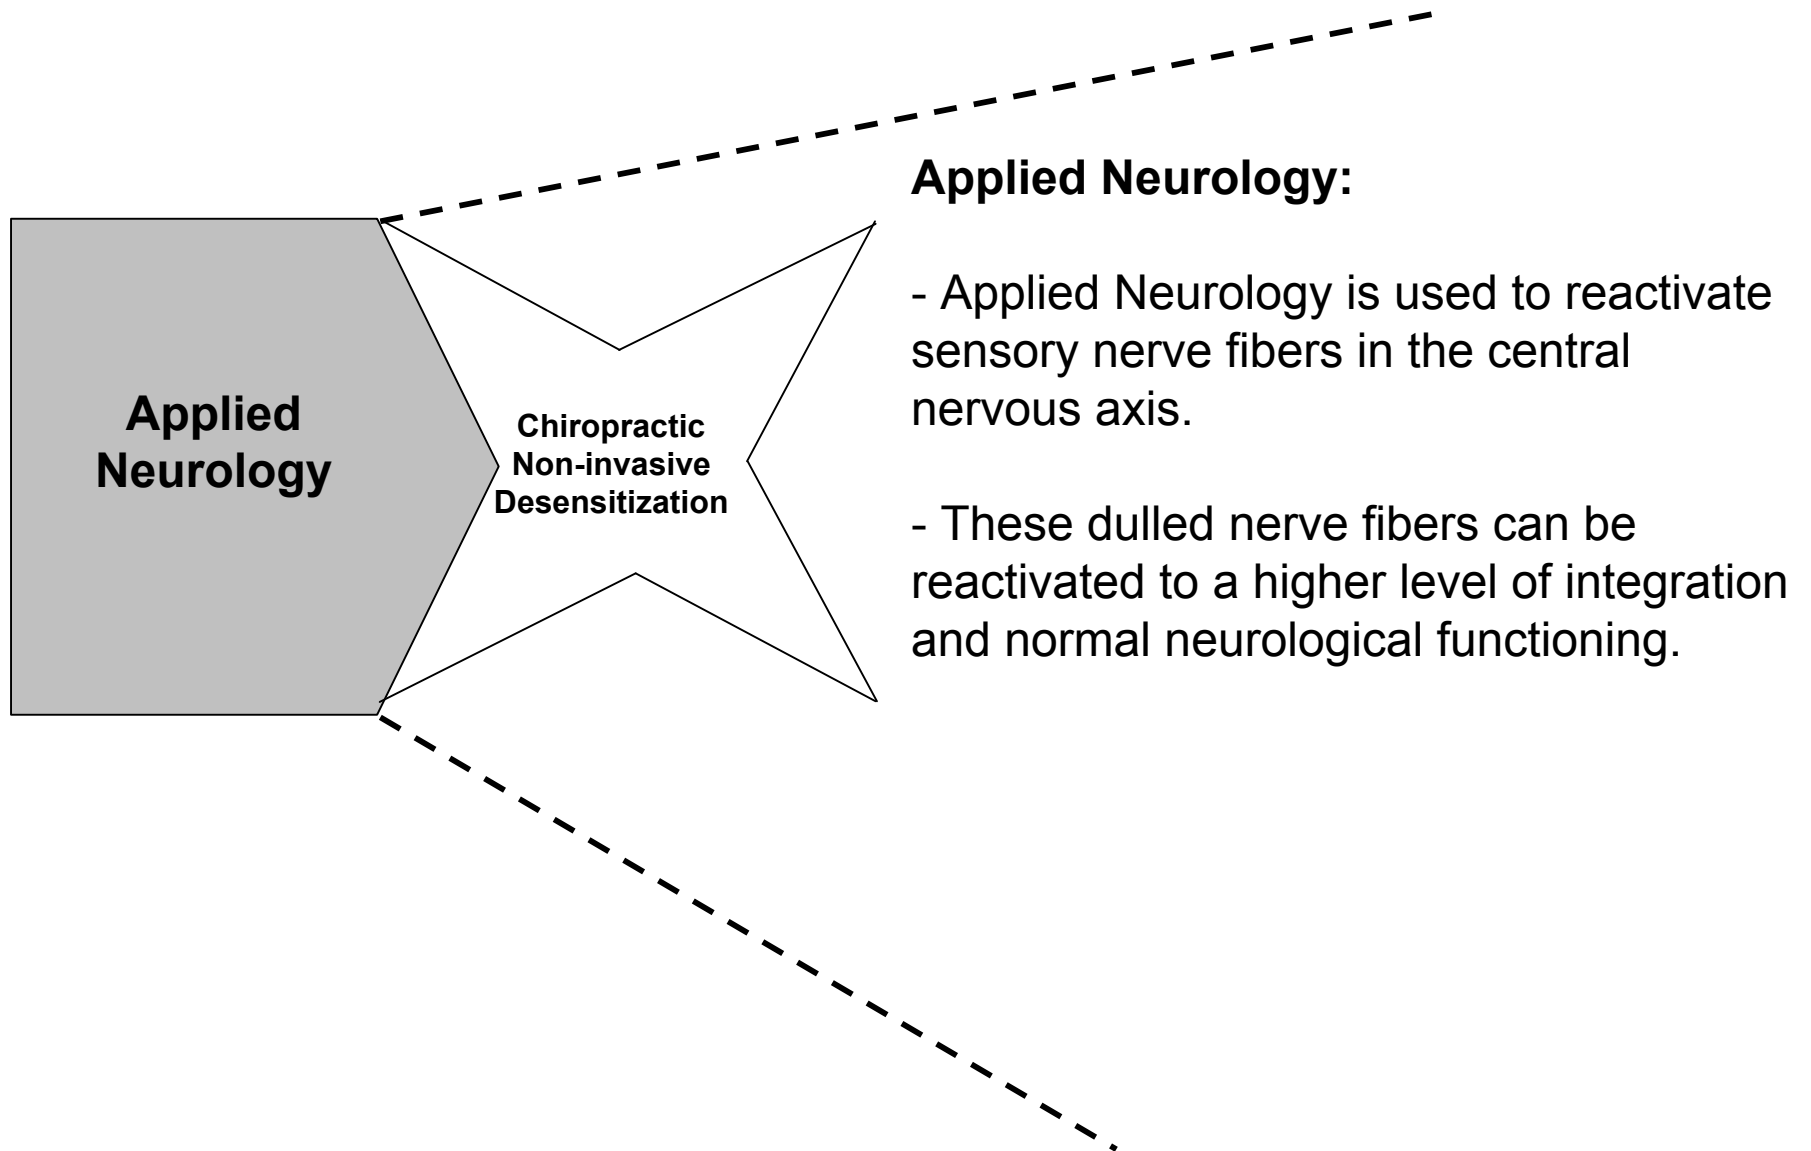 Applied
Neurology
Chiropractic
Non-invasive
Desensitization
Applied Neurology:
- Applied Neurology is used to reactivate
sensory nerve fibers in the central
nervous axis.
- These dulled nerve fibers can be
reactivated to a higher level of integration
and normal neurological functioning.